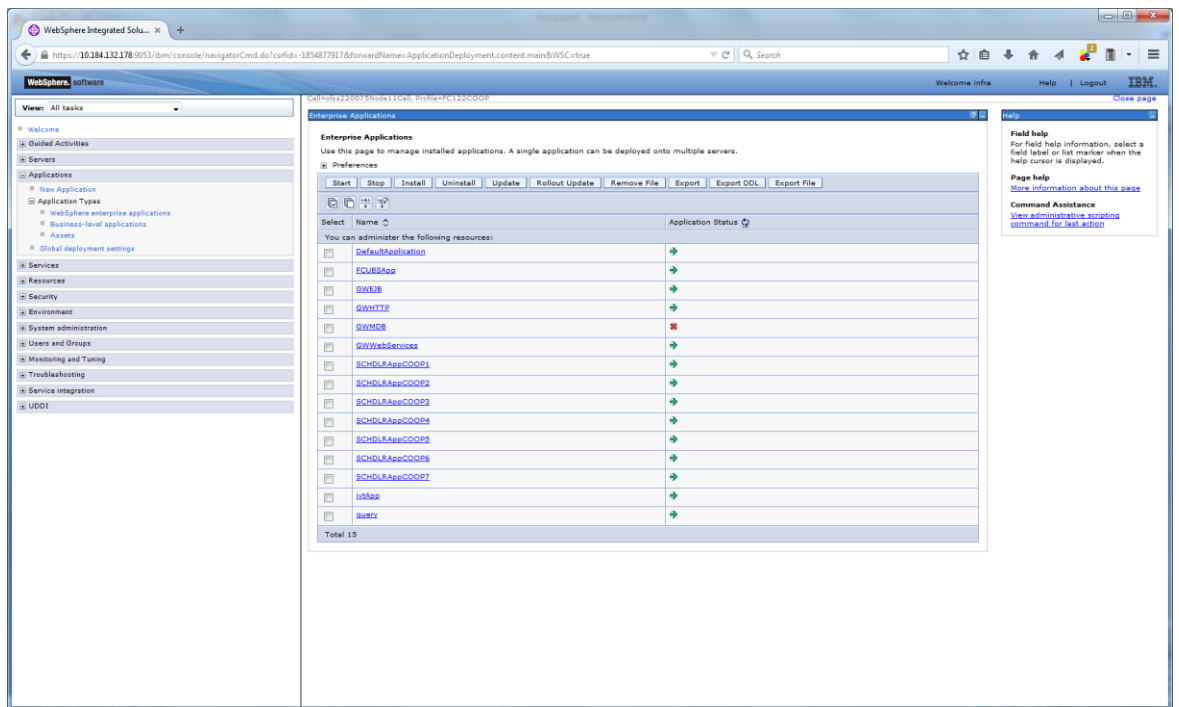 WebSphere Integrated Solu... × +
https://10.184.132.178:9053/ibm/console/navigatorCmd.do?csrfid=-1854877917&forwardName=ApplicationDeployment.content.main&WSC=true
Search
2
WebSphere. software
Welcome infra
Help | Logout
IBM.
View: All tasks
Welcome
Guided Activities
Servers
Applications
New Application
Application Types
WebSphere enterprise applications
Business-level applications
Assets
Global deployment settings
Services
Resources
Security
Environment
System administration
Users and Groups
Monitoring and Tuning
Troubleshooting
Service integration
UDDI
Cell=ofss220073Node11Cell, Profile=FC122COOP
Close page
Enterprise Applications
Enterprise Applications
Use this page to manage installed applications. A single application can be deployed onto multiple servers.
Preferences
Start Stop Install Uninstall Update Rollout Update Remove File Export Export DDL Export File
Select Name Application Status
You can administer the following resources:
DefaultApplication
FCUBSApp
GWEJB
GWHTTP
GWMDB
GWWebServices
SCHDLRAppCOOP1
SCHDLRAppCOOP2
SCHDLRAppCOOP3
SCHDLRAppCOOP4
SCHDLRAppCOOP5
SCHDLRAppCOOP6
SCHDLRAppCOOP7
ivtApp
query
Total 15
Help
Field help
For field help information, select a
field label or list marker when the
help cursor is displayed.
Page help
More information about this page
Command Assistance
View administrative scripting
command for last action